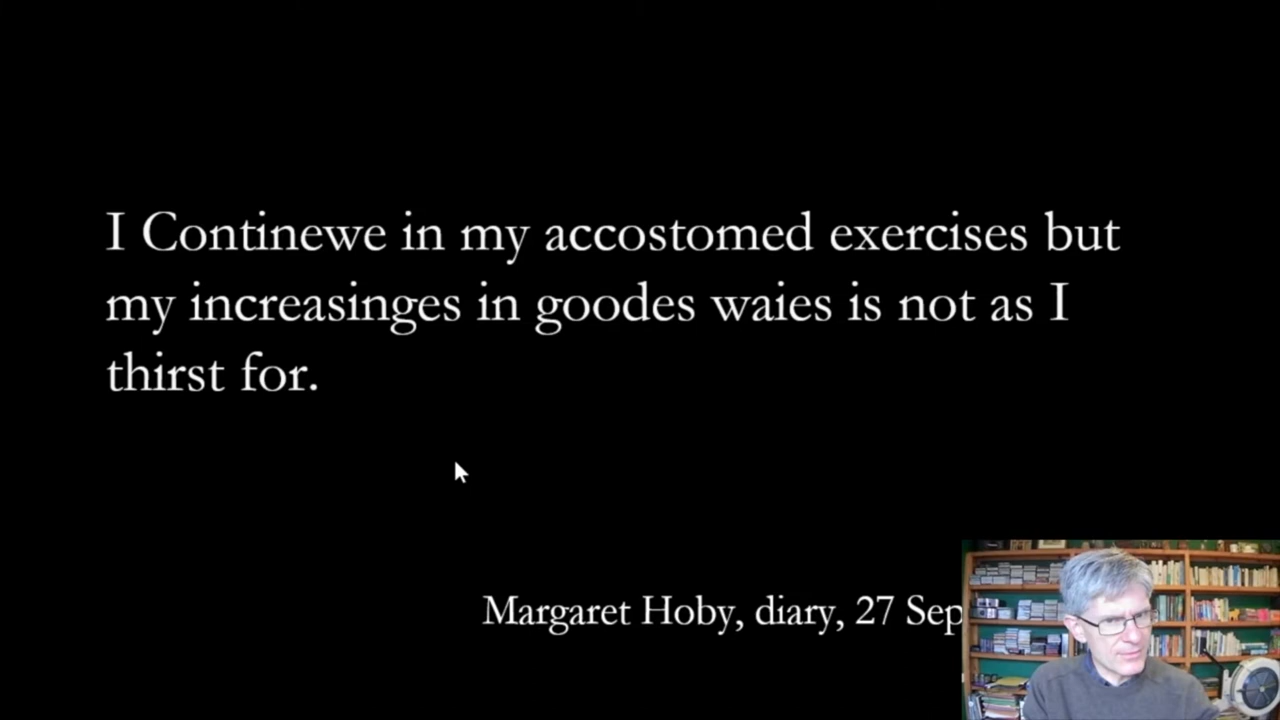 I Continewe in my accostomed exercises but
my increasinges in goodes waies is not as I
thirst for.
Margaret Hoby, diary, 27 Sep